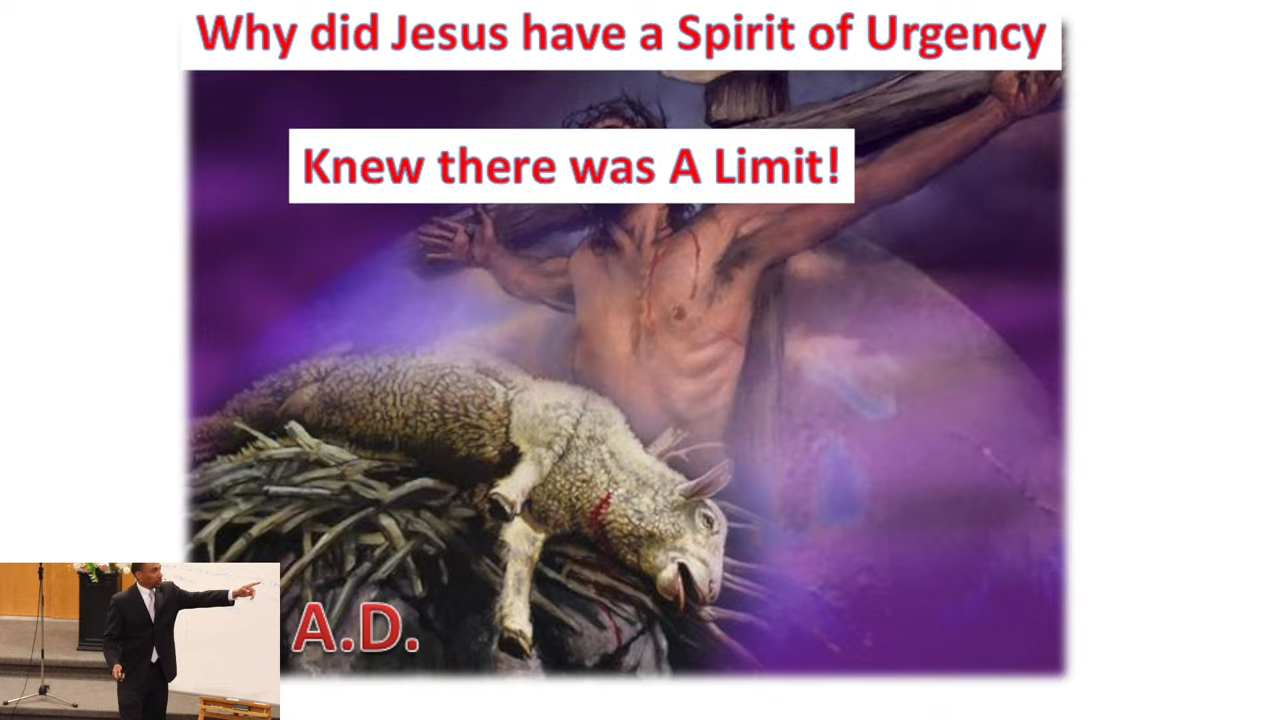 Why did Jesus have a Spirit of Urgency
Knew there was A Limit!
A.D.